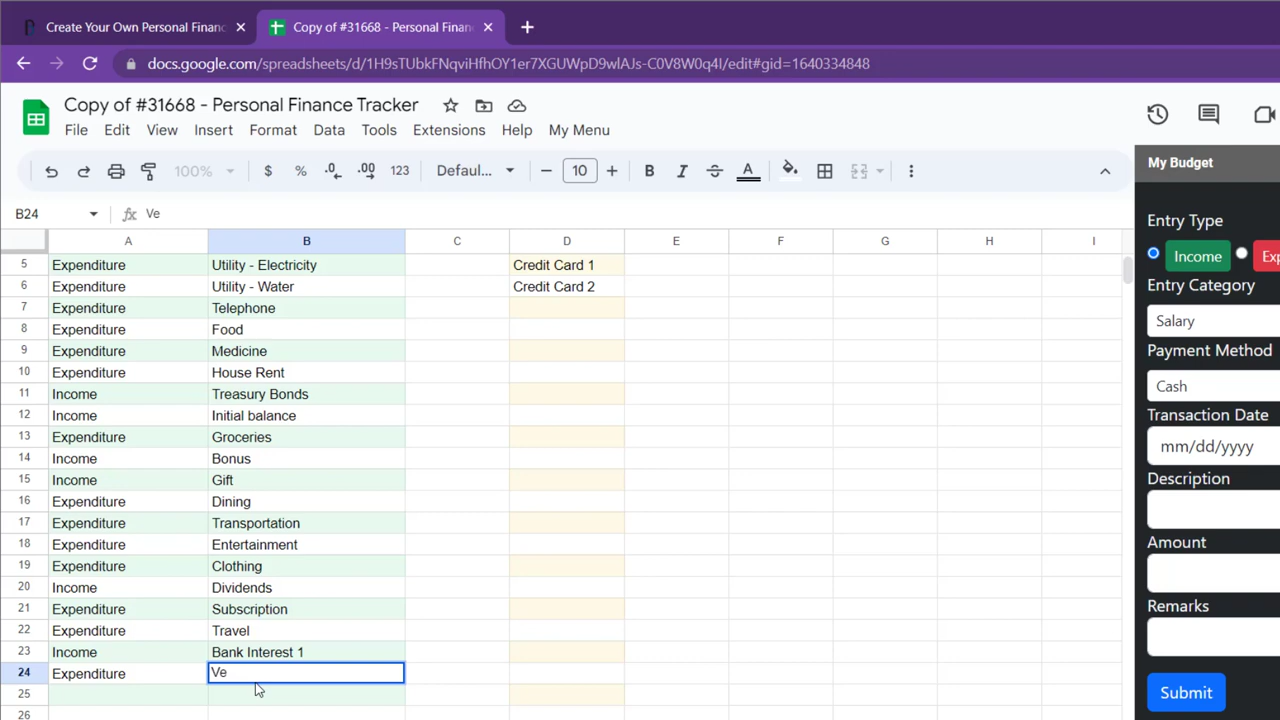 Create Your Own Personal Financ
Copy of #31668 - Personal Finan
docs.google.com/spreadsheets/d/1H9sTUbkFNqviHfhOY1er7XGUWpD9wlAJs-C0V8W0q4I/edit#gid=1640334848
Copy of #31668 - Personal Finance Tracker
File Edit View Insert Format Data Tools Extensions Help My Menu
100% $ % .0 .00 123 Defaul... 10 B I A
B24 fx Ve
A B C D E F G H I
5 Expenditure Utility - Electricity Credit Card 1
6 Expenditure Utility - Water Credit Card 2
7 Expenditure Telephone
8 Expenditure Food
9 Expenditure Medicine
10 Expenditure House Rent
11 Income Treasury Bonds
12 Income Initial balance
13 Expenditure Groceries
14 Income Bonus
15 Income Gift
16 Expenditure Dining
17 Expenditure Transportation
18 Expenditure Entertainment
19 Expenditure Clothing
20 Income Dividends
21 Expenditure Subscription
22 Expenditure Travel
23 Income Bank Interest 1
24 Expenditure Ve
25
26
My Budget
Entry Type
Income Exp
Entry Category
Salary
Payment Method
Cash
Transaction Date
mm/dd/yyyy
Description
Amount
Remarks
Submit